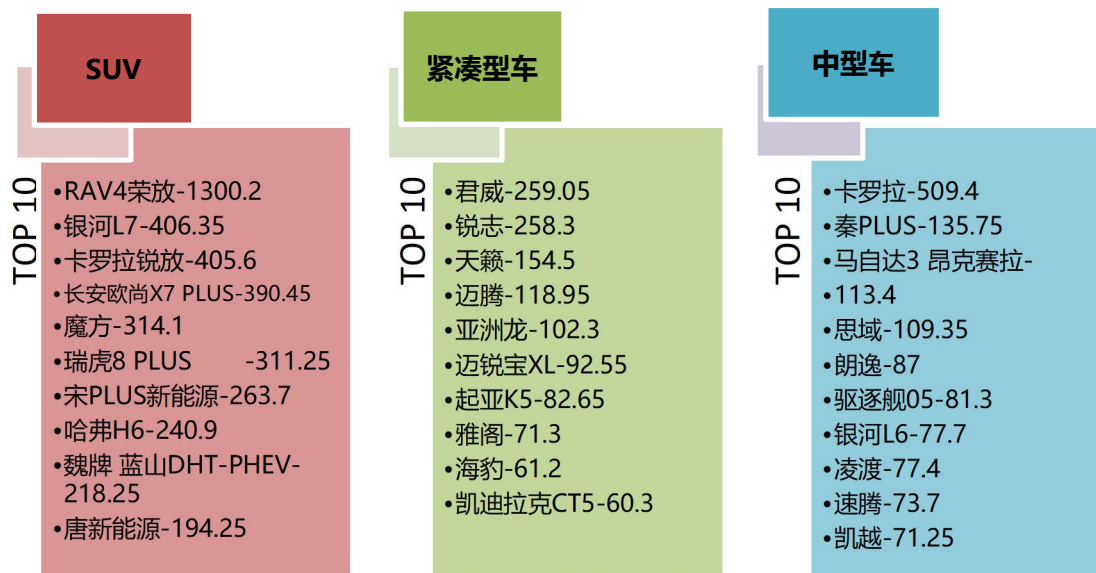 SUV
TOP 10
•RAV4荣放-1300.2
•银河L7-406.35
•卡罗拉锐放-405.6
•长安欧尚X7 PLUS-390.45
•魔方-314.1
•瑞虎8 PLUS -311.25
•宋PLUS新能源-263.7
•哈弗H6-240.9
•魏牌 蓝山DHT-PHEV-
218.25
•唐新能源-194.25
紧凑型车
TOP 10
•君威-259.05
•锐志-258.3
•天籁-154.5
•迈腾-118.95
•亚洲龙-102.3
•迈锐宝XL-92.55
•起亚K5-82.65
•雅阁-71.3
•海豹-61.2
•凯迪拉克CT5-60.3
中型车
TOP 10
•卡罗拉-509.4
•秦PLUS-135.75
•马自达3 昂克赛拉-
•113.4
•思域-109.35
•朗逸-87
•驱逐舰05-81.3
•银河L6-77.7
•凌渡-77.4
•速腾-73.7
•凯越-71.25